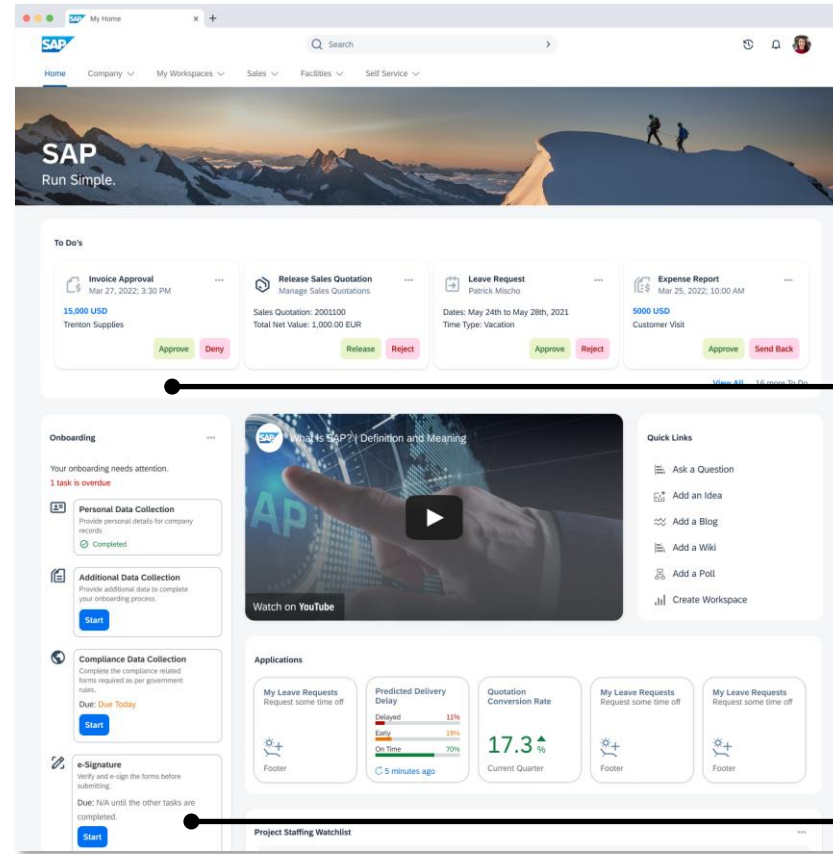 SAP My Home × +
SAP
Search
Home Company My Workspaces Sales Facilities Self Service
SAP
Run Simple.
To Do's
Invoice Approval
Mar 27, 2022; 3:30 PM
15,000 USD
Trenton Supplies
Approve Deny
Release Sales Quotation
Manage Sales Quotations
Sales Quotation: 2001100
Total Net Value: 1,000.00 EUR
Release Reject
Leave Request
Patrick Mischo
Dates: May 24th to May 28th, 2021
Time Type: Vacation
Approve Reject
Expense Report
Mar 25, 2022; 10:00 AM
5000 USD
Customer Visit
Approve Send Back
View All 16 more To Do
Onboarding
Your onboarding needs attention.
1 task is overdue
Personal Data Collection
Provide personal details for company
records
Completed
Additional Data Collection
Provide additional data to complete
your onboarding process.
Start
Compliance Data Collection
Complete the compliance related
forms required as per government
rules.
Due: Due Today
Start
e-Signature
Verify and e-sign the forms before
submitting.
Due: N/A until the other tasks are
completed.
Start
SAP What is SAP? | Definition and Meaning
SAP
Watch on YouTube
Quick Links
Ask a Question
Add an Idea
Add a Blog
Add a Wiki
Add a Poll
Create Workspace
Applications
My Leave Requests
Request some time off
Footer
Predicted Delivery
Delay
Delayed 11%
Early 19%
On Time 70%
5 minutes ago
Quotation
Conversion Rate
17.3 %
Current Quarter
My Leave Requests
Request some time off
Footer
My Leave Requests
Request some time off
Footer
Project Staffing Watchlist